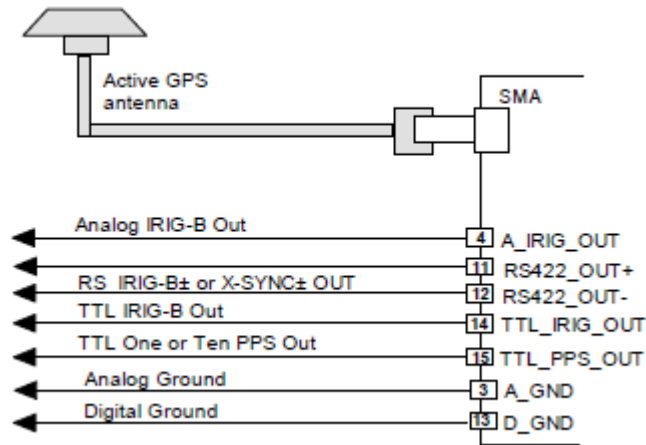 Active GPS
antenna
SMA
Analog IRIG-B Out
4 A_IRIG_OUT
11 RS422_OUT+
RS IRIG-B± or X-SYNC± OUT
12 RS422_OUT-
TTL IRIG-B Out
14 TTL_IRIG_OUT
TTL One or Ten PPS Out
15 TTL_PPS_OUT
Analog Ground
3 A_GND
Digital Ground
13 D_GND